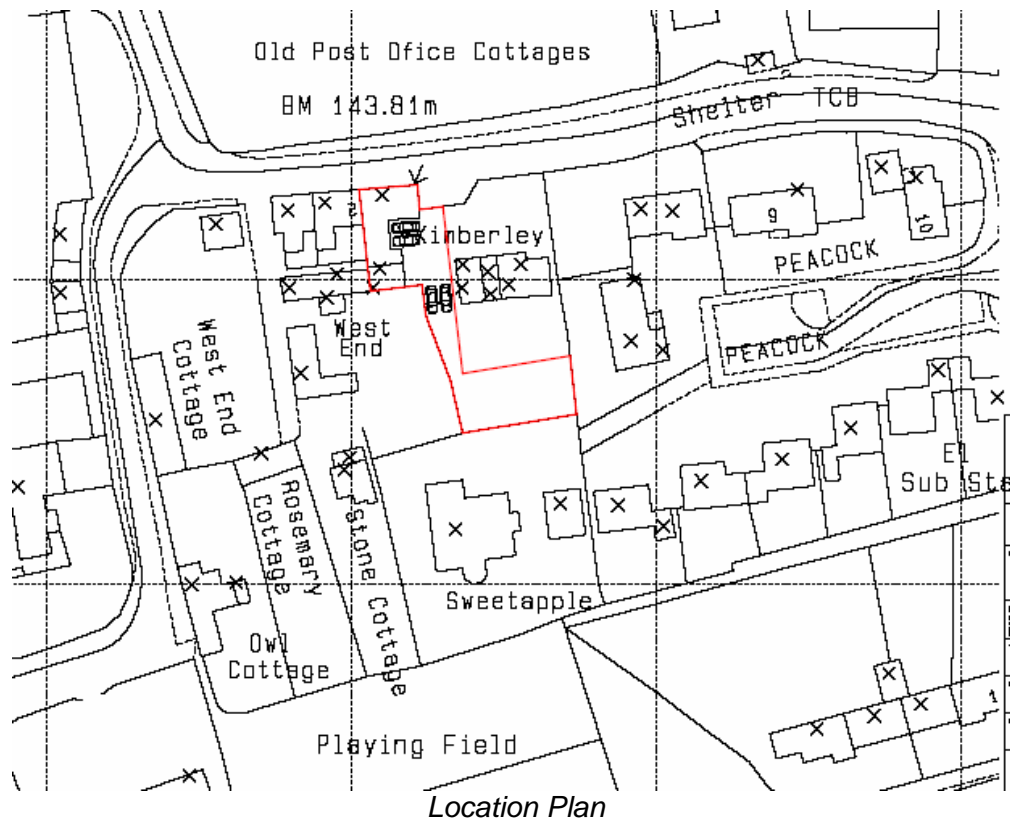 Old Post Ofice Cottages
BM 143.81m
Shelter TCB
2
Kimberley
9
10
PEACOCK
PEACOCK
West
End
West End
Cottage
Rosemary
Cottage
Stone Cottage
El
Sub Sta
Sweetapple
Owl
Cottage
1
Playing Field
Location Plan